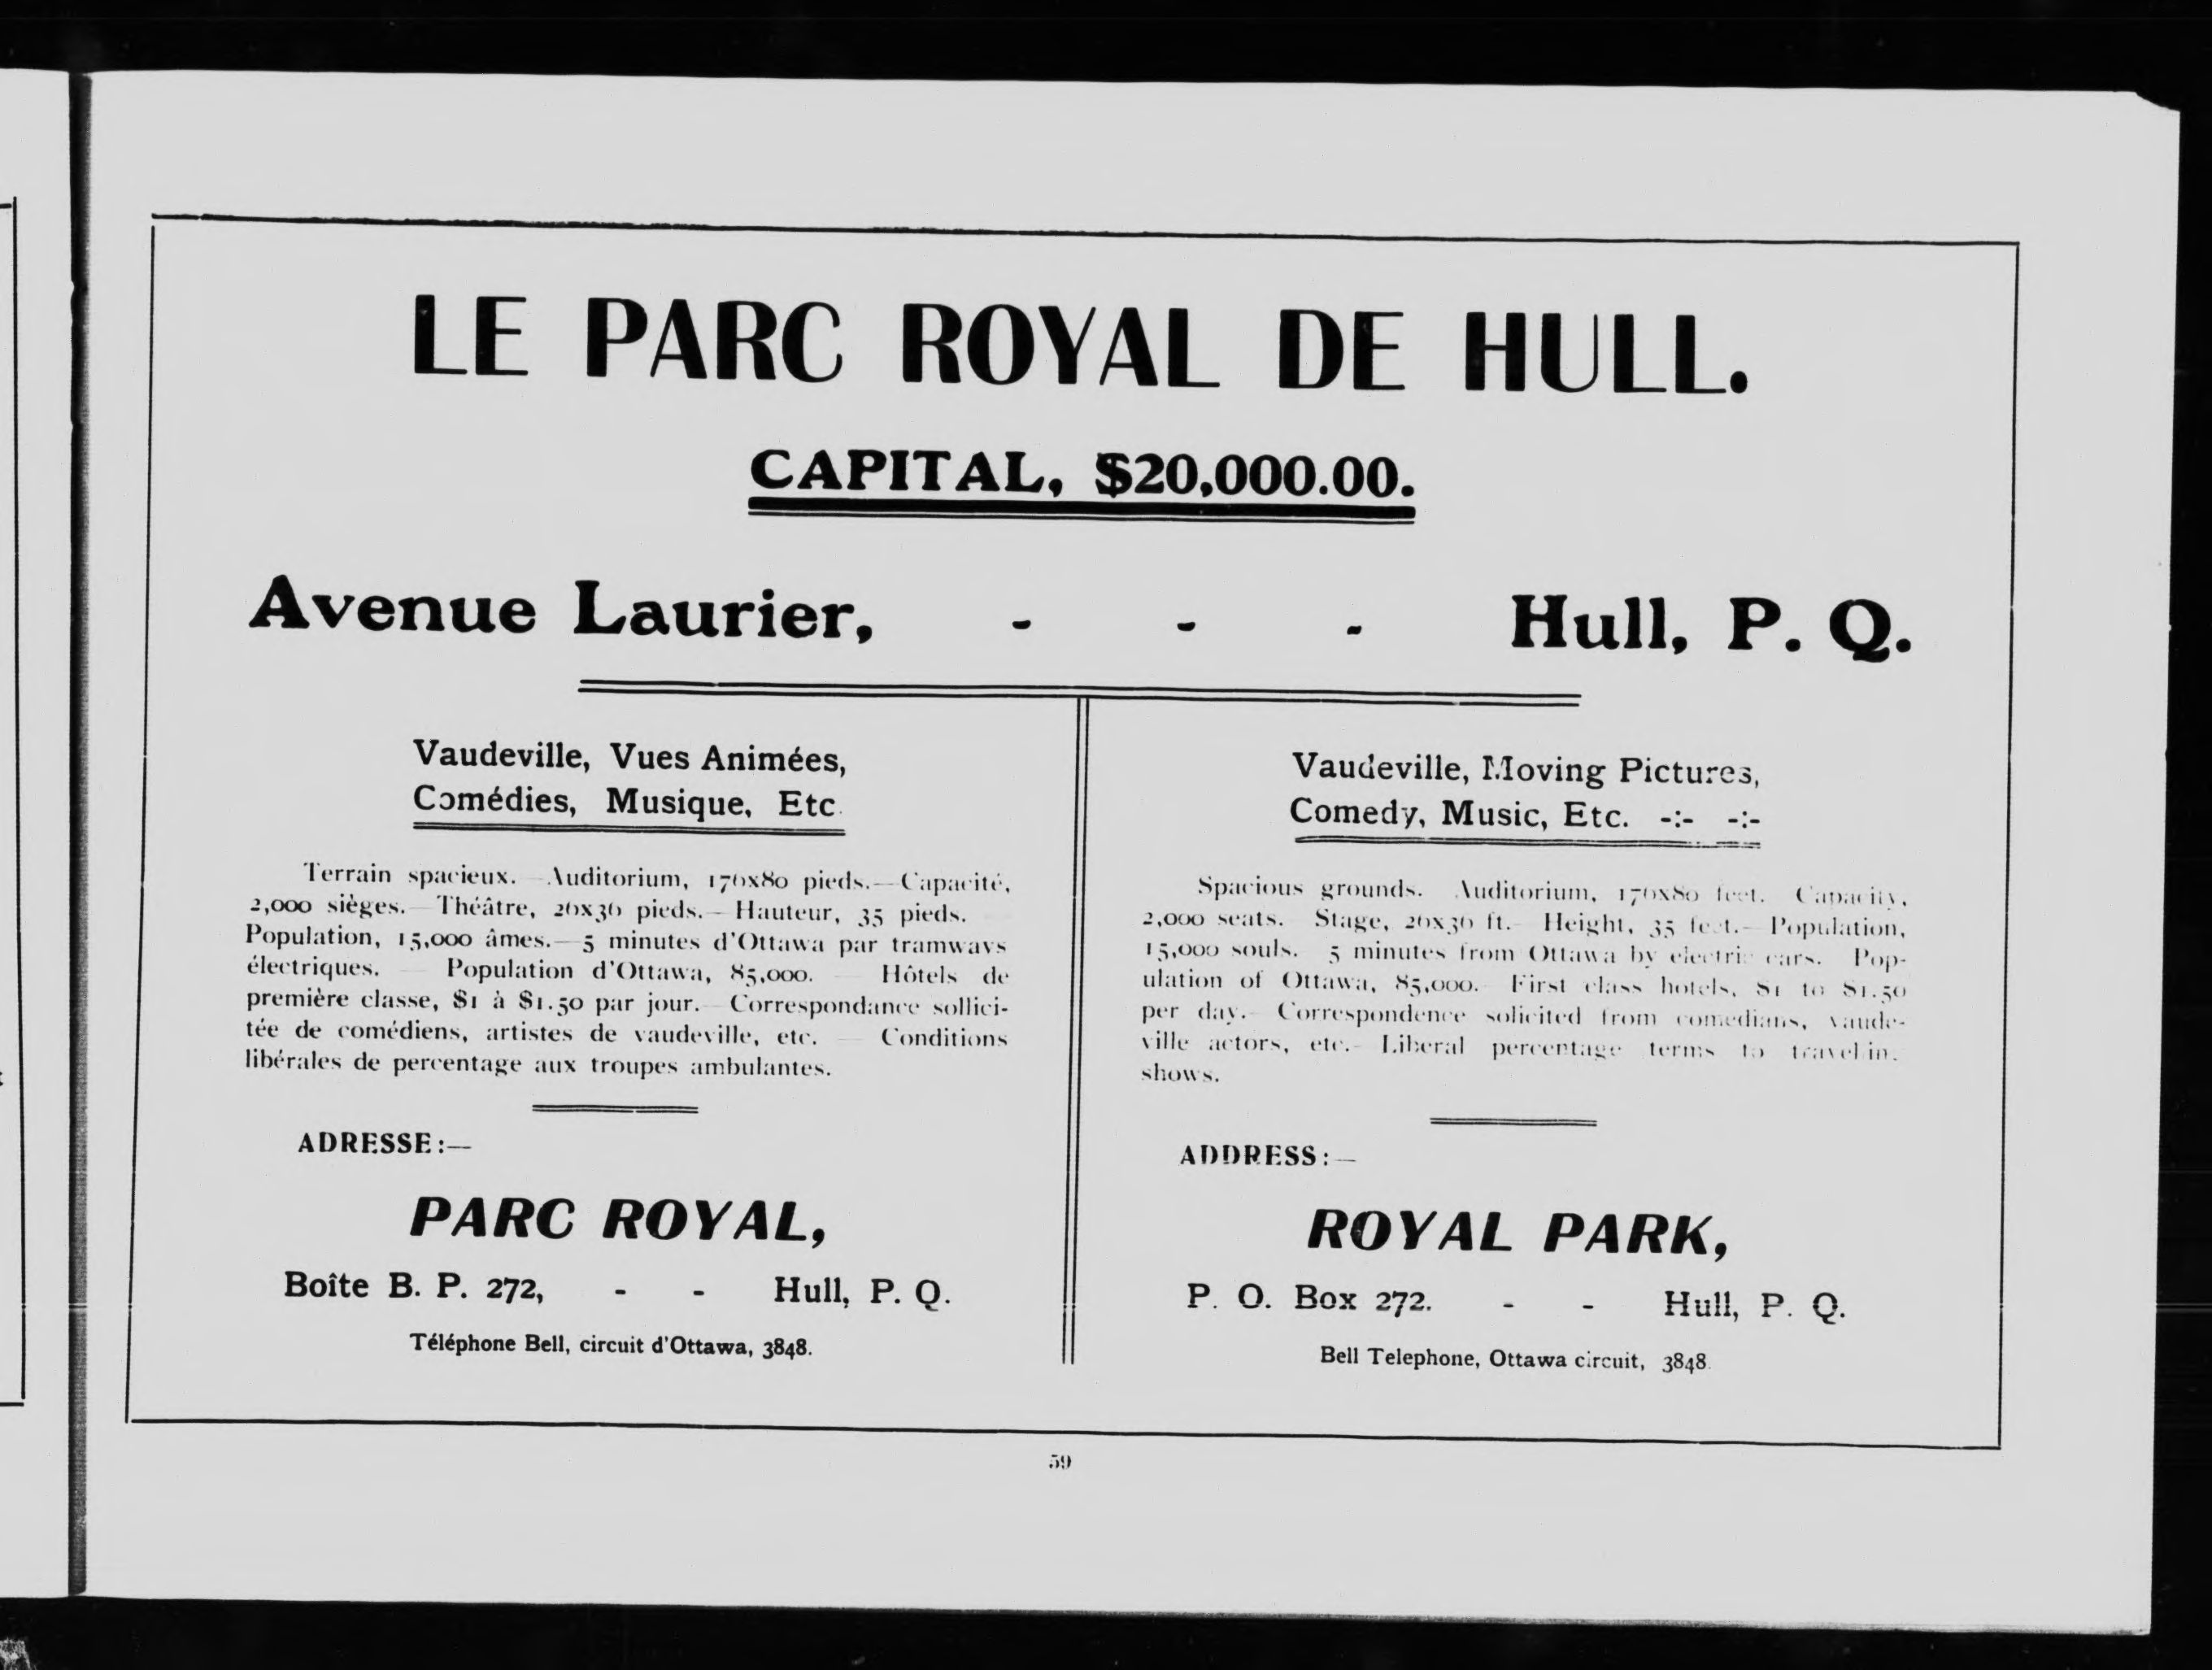 LE PARC ROYAL DE HULL.
CAPITAL, $20,000.00.
Avenue Laurier, - - - Hull, P. Q.
Vaudeville, Vues Animées,
Comédies, Musique, Etc.
Terrain spacieux. — Auditorium, 170x80 pieds.—Capacité,
2,000 sièges.—Théâtre, 20x30 pieds.—Hauteur, 35 pieds. —
Population, 15,000 âmes.—5 minutes d'Ottawa par tramways
électriques. — Population d'Ottawa, 85,000. — Hôtels de
première classe, $1 à $1.50 par jour.—Correspondance sollici-
tée de comédiens, artistes de vaudeville, etc. — Conditions
libérales de percentage aux troupes ambulantes.
ADRESSE:—
PARC ROYAL,
Boîte B. P. 272, - - Hull, P. Q.
Téléphone Bell, circuit d'Ottawa, 3848.
Vaudeville, Moving Pictures,
Comedy, Music, Etc. -:- -:-
Spacious grounds. Auditorium, 170x80 feet. Capacity,
2,000 seats. Stage, 20x30 ft.— Height, 35 feet.— Population,
15,000 souls. 5 minutes from Ottawa by electric cars. Pop-
ulation of Ottawa, 85,000.— First class hotels, $1 to $1.50
per day.— Correspondence solicited from comedians, vaude-
ville actors, etc.— Liberal percentage terms to travelin.
shows.
ADDRESS:—
ROYAL PARK,
P. O. Box 272. - - Hull, P. Q.
Bell Telephone, Ottawa circuit, 3848.
59